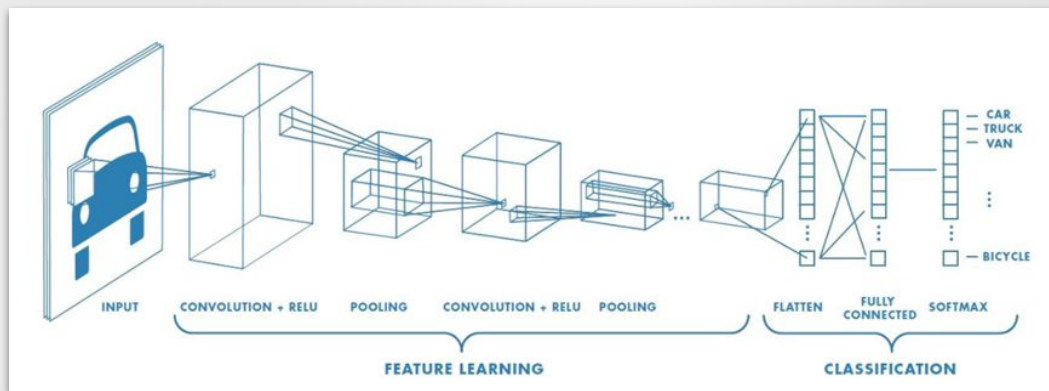 CAR
TRUCK
VAN
BICYCLE
INPUT
CONVOLUTION + RELU
POOLING
CONVOLUTION + RELU
POOLING
FLATTEN
FULLY
CONNECTED
SOFTMAX
FEATURE LEARNING
CLASSIFICATION